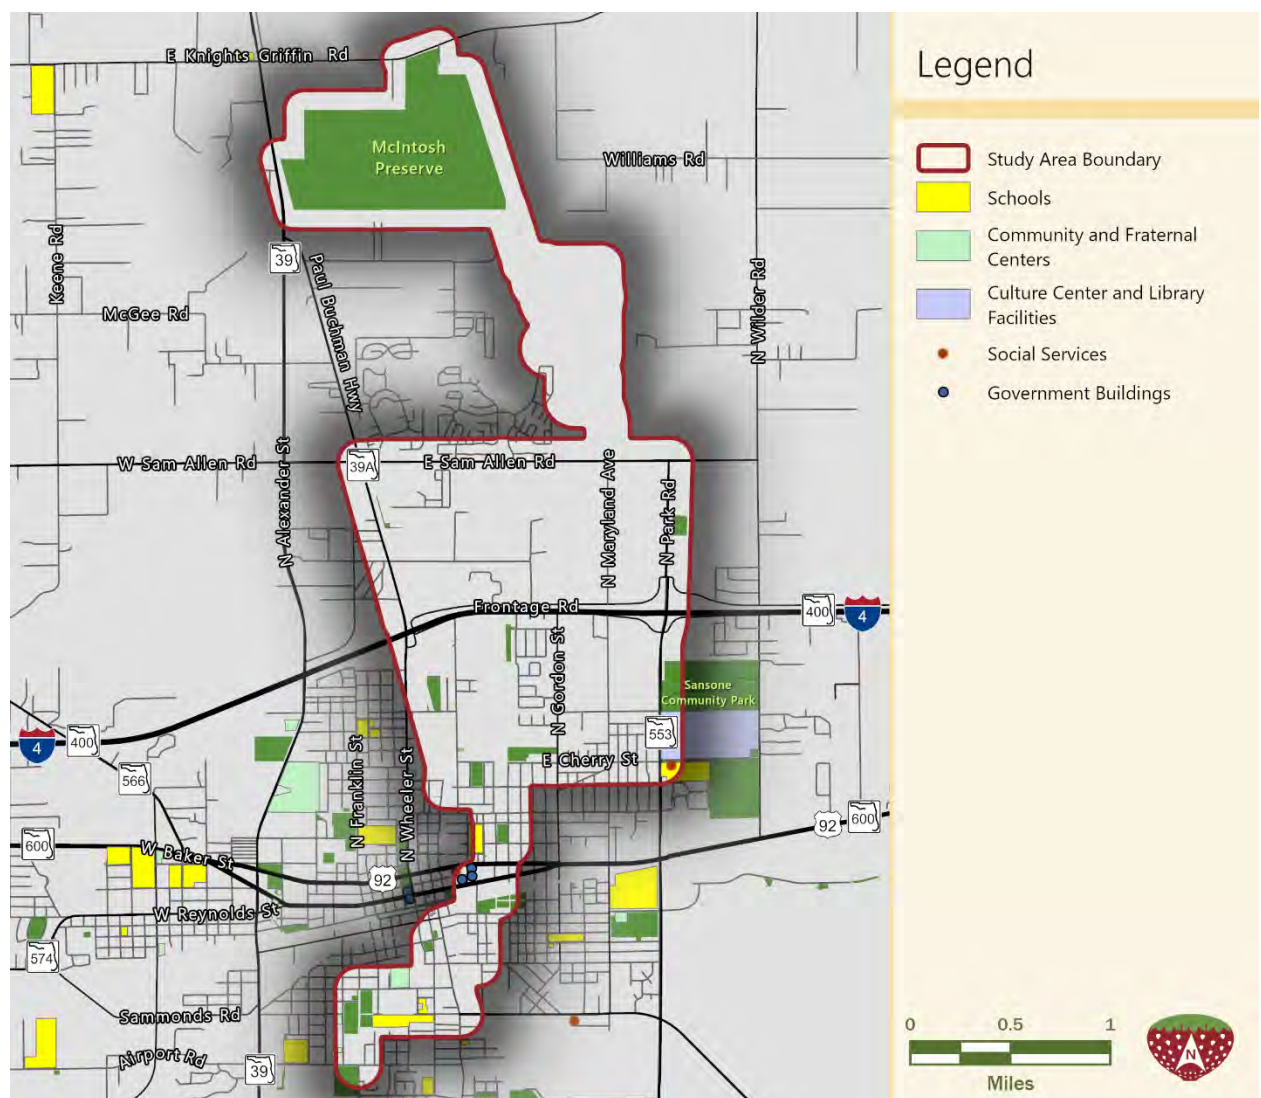 E Knights Griffin Rd
McIntosh
Preserve
Williams Rd
Keene Rd
39
Paul Buchman Hwy
N Wilder Rd
McGee Rd
W Sam Allen Rd
39A
E Sam Allen Rd
N Alexander St
N Maryland Ave
N Park Rd
Frontage Rd
400
4
N Gordon St
Sansone
Community Park
553
4
400
566
E Cherry St
N Franklin St
N Wheeler St
600
W Baker St
92
92
600
W Reynolds St
574
Sammonds Rd
Airport Rd
39
Legend
Study Area Boundary
Schools
Community and Fraternal
Centers
Culture Center and Library
Facilities
Social Services
Government Buildings
0 0.5 1
Miles
N